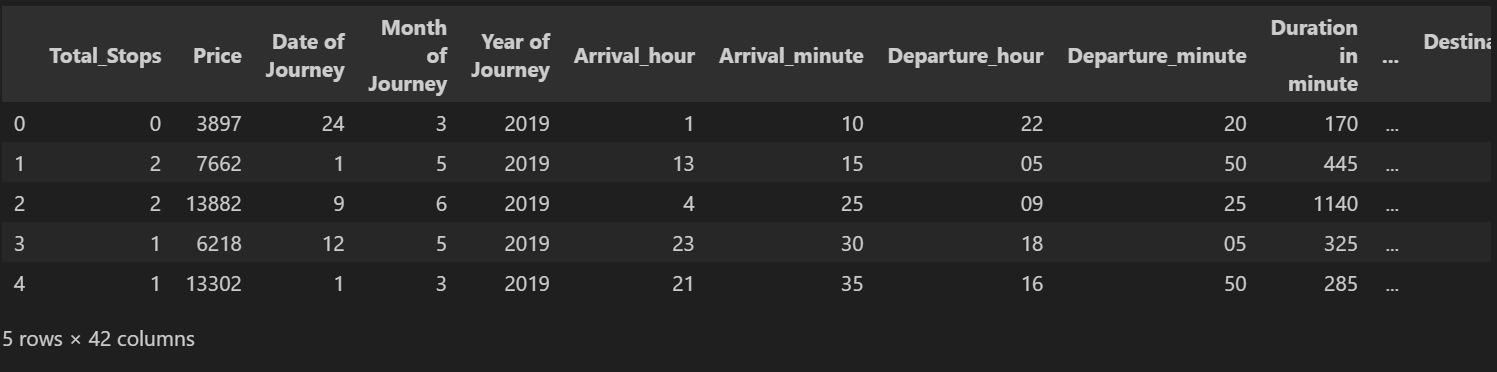 Total_Stops Price Date of Journey Month of Journey Year of Journey Arrival_hour Arrival_minute Departure_hour Departure_minute Duration in minute ... Destina
0 0 3897 24 3 2019 1 10 22 20 170 ...
1 2 7662 1 5 2019 13 15 05 50 445 ...
2 2 13882 9 6 2019 4 25 09 25 1140 ...
3 1 6218 12 5 2019 23 30 18 05 325 ...
4 1 13302 1 3 2019 21 35 16 50 285 ...
5 rows × 42 columns